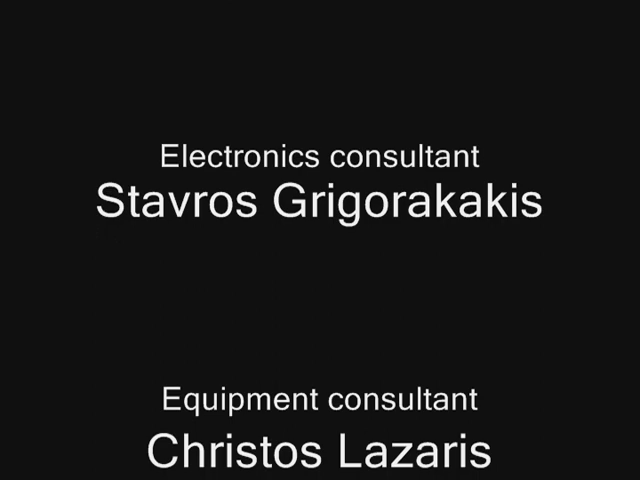 Electronics consultant
Stavros Grigorakakis
Equipment consultant
Christos Lazaris